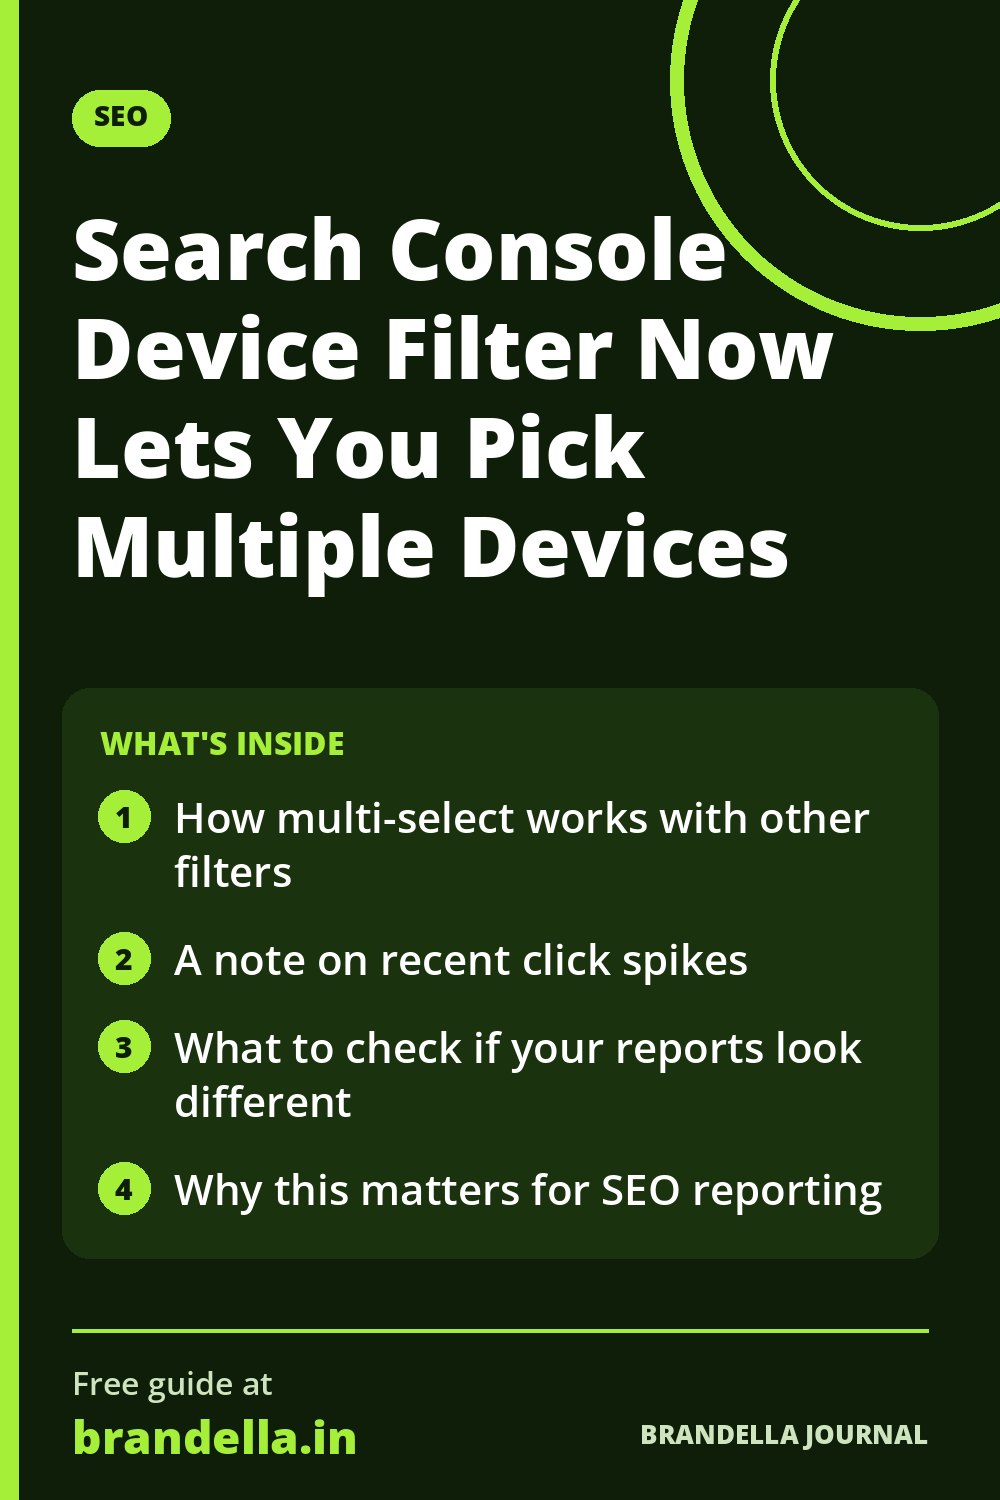 SEO
Search Console
Device Filter Now
Lets You Pick
Multiple Devices
WHAT'S INSIDE
1 How multi-select works with other
filters
2 A note on recent click spikes
3 What to check if your reports look
different
4 Why this matters for SEO reporting
Free guide at
brandella.in
BRANDELLA JOURNAL